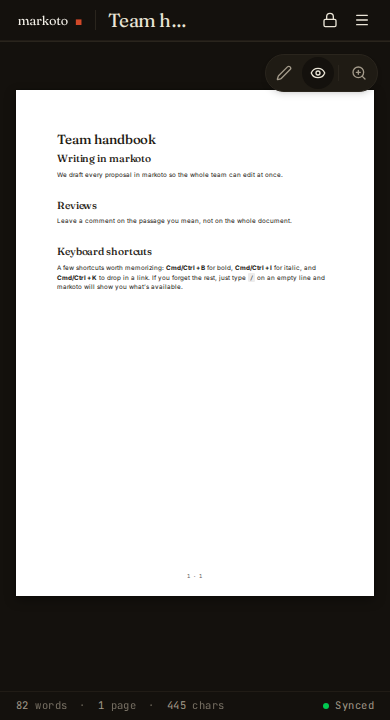 markoto
Team h...
Team handbook
Writing in markoto
We draft every proposal in markoto so the whole team can edit at once.
Reviews
Leave a comment on the passage you mean, not on the whole document.
Keyboard shortcuts
A few shortcuts worth memorizing: Cmd/Ctrl+B for bold, Cmd/Ctrl+I for italic, and
Cmd/Ctrl+K to drop in a link. If you forget the rest, just type / on an empty line and
markoto will show you what's available.
1 - 1
82 words · 1 page · 445 chars
Synced